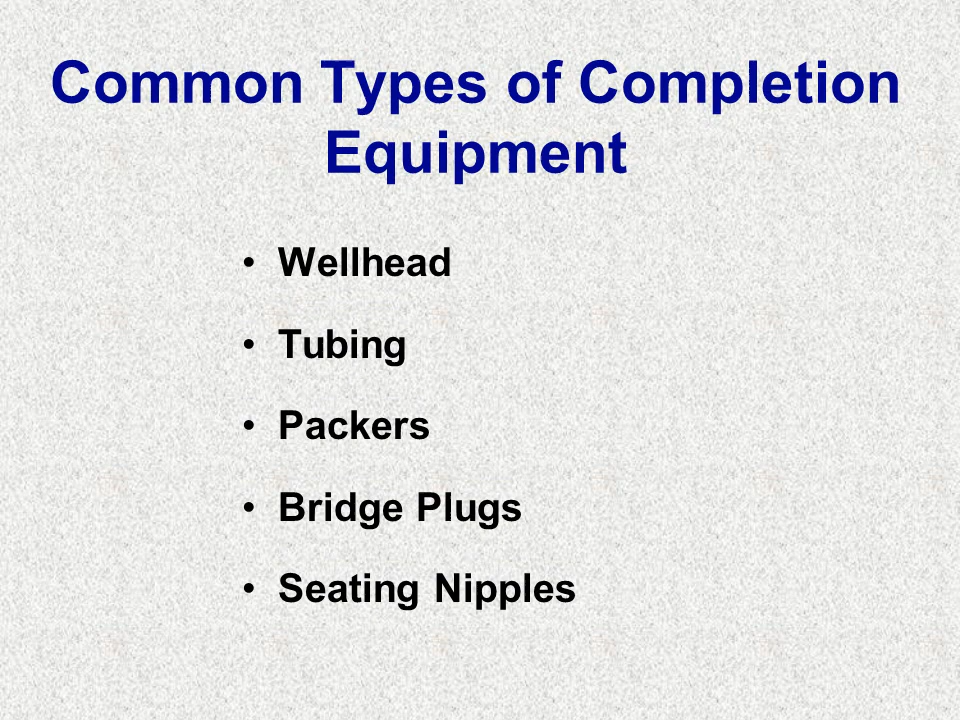 Common Types of Completion
Equipment
• Wellhead
• Tubing
• Packers
• Bridge Plugs
• Seating Nipples